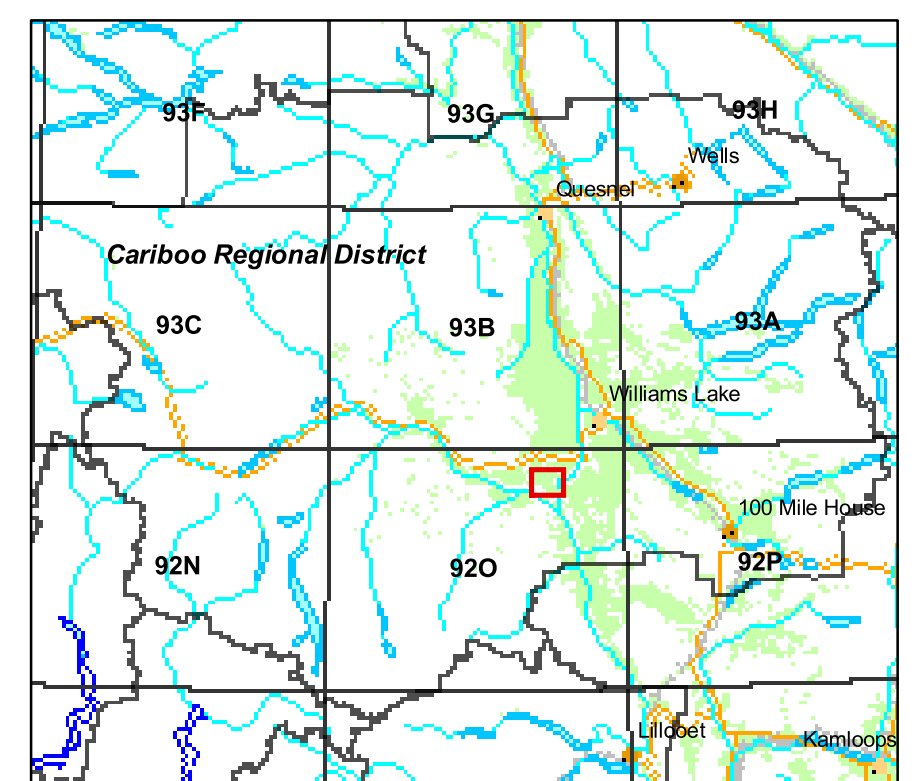 93F
93G
93H
Wells
Quesnel
Cariboo Regional District
93C
93B
93A
Williams Lake
100 Mile House
92N
92O
92P
Lillooet
Kamloops